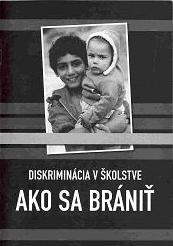 DISKRIMINÁCIA V ŠKOLSTVE
AKO SA BRÁNIŤ